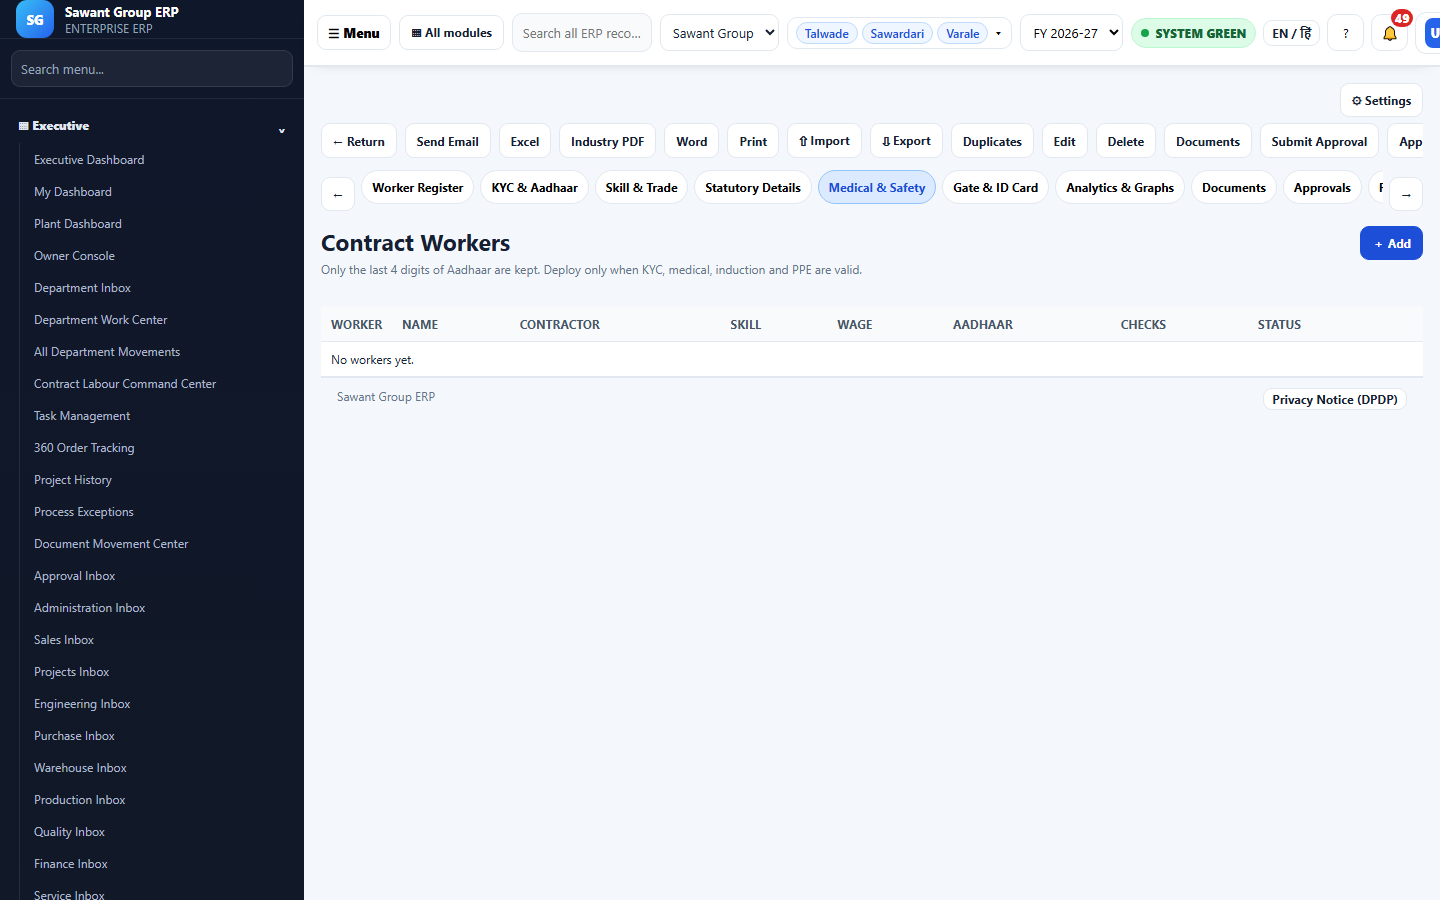 SG
Sawant Group ERP
ENTERPRISE ERP
Search menu...
Executive
Executive Dashboard
My Dashboard
Plant Dashboard
Owner Console
Department Inbox
Department Work Center
All Department Movements
Contract Labour Command Center
Task Management
360 Order Tracking
Project History
Process Exceptions
Document Movement Center
Approval Inbox
Administration Inbox
Sales Inbox
Projects Inbox
Engineering Inbox
Purchase Inbox
Warehouse Inbox
Production Inbox
Quality Inbox
Finance Inbox
Service Inbox
☰ Menu
All modules
Search all ERP reco...
Sawant Group
Talwade
Sawardari
Varale
FY 2026-27
SYSTEM GREEN
EN / हिं
?
49
U
⚙ Settings
← Return
Send Email
Excel
Industry PDF
Word
Print
⇧ Import
⇩ Export
Duplicates
Edit
Delete
Documents
Submit Approval
App
←
Worker Register
KYC & Aadhaar
Skill & Trade
Statutory Details
Medical & Safety
Gate & ID Card
Analytics & Graphs
Documents
Approvals
→
Contract Workers
+ Add
Only the last 4 digits of Aadhaar are kept. Deploy only when KYC, medical, induction and PPE are valid.
WORKER NAME CONTRACTOR SKILL WAGE AADHAAR CHECKS STATUS
No workers yet.
Sawant Group ERP
Privacy Notice (DPDP)